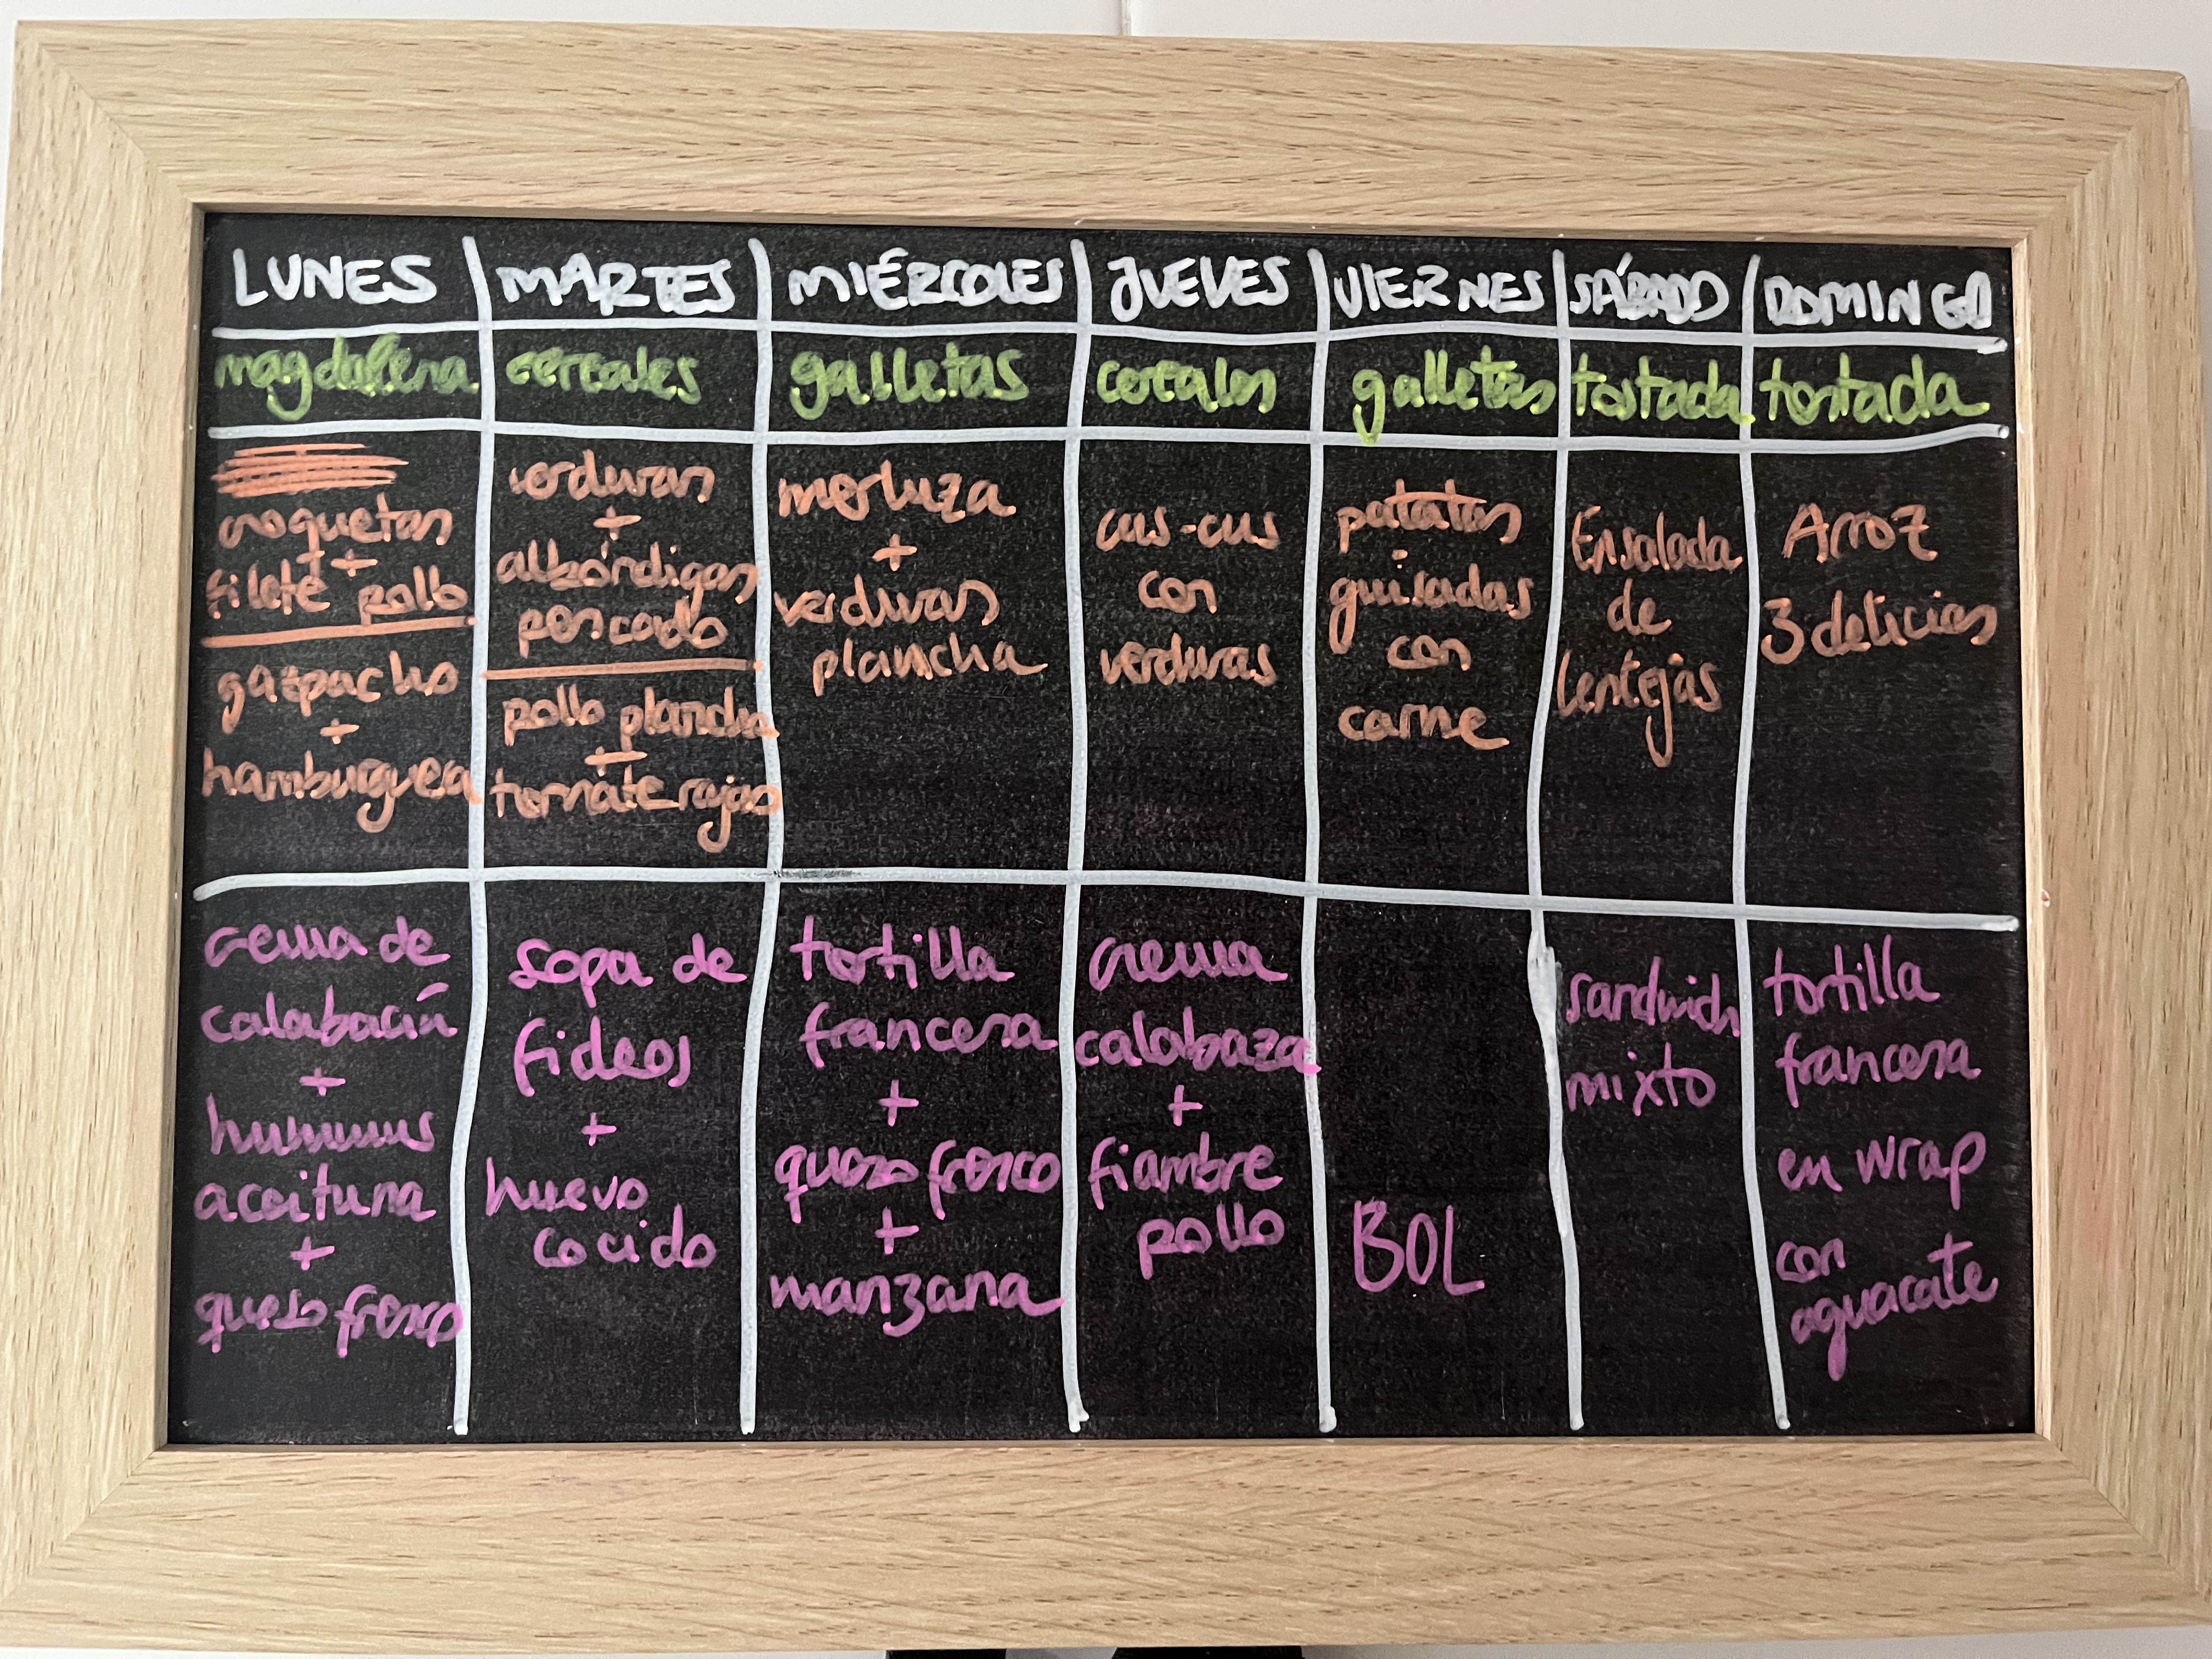 LUNES
MARTES
MIÉRCOLES
JUEVES
VIERNES
SÁBADO
DOMINGO
magdalena
cereales
galletas
cereales
galletas
tostada
tostada
croquetas
+
filete pollo
gazpacho
+
hamburguesa
verduras
+
albóndigas
pescado
pollo plancha
+
tomate rajas
merluza
+
verduras
plancha
cus-cus
con
verduras
patatas
guisadas
con
carne
Ensalada
de
lentejas
Arroz
3 delicias
crema de
calabacín
+
hummus
aceituna
+
queso fresco
sopa de
fideos
+
huevo
cocido
tortilla
francesa
+
queso fresco
+
manzana
crema
calabaza
+
fiambre
pollo
BOL
sandwich
mixto
tortilla
francesa
en wrap
con
aguacate